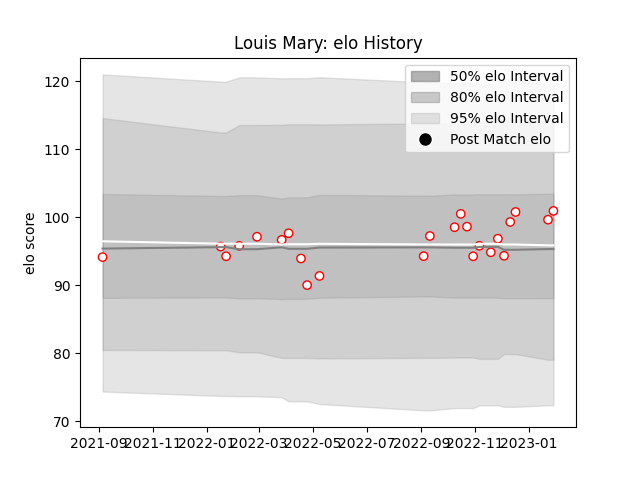 Louis Mary: elo History
50% elo Interval
80% elo Interval
95% elo Interval
Post Match elo
elo score
120
110
100
90
80
70
2021-09 2021-11 2022-01 2022-03 2022-05 2022-07 2022-09 2022-11 2023-01